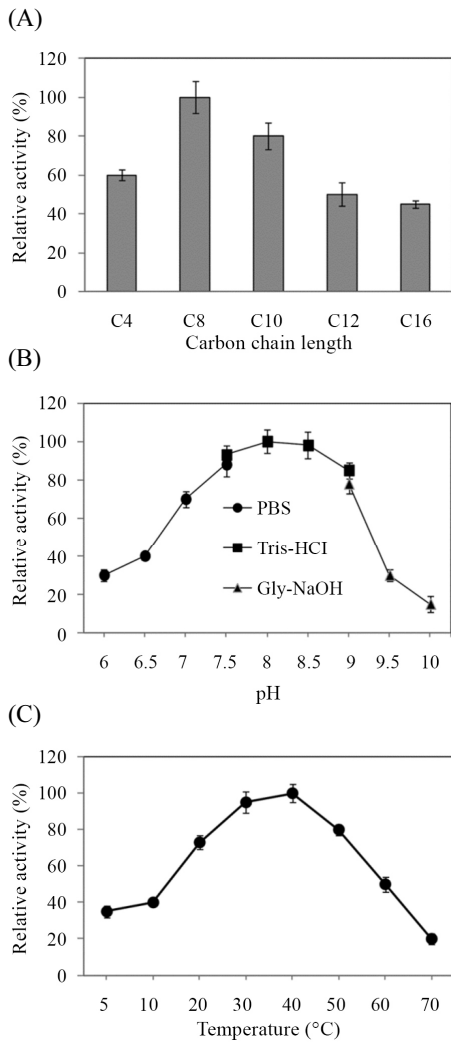 (A)
Relative activity (%)
120
100
80
60
40
20
0
C4 C8 C10 C12 C16
Carbon chain length
(B)
Relative activity (%)
120
100
80
60
40
20
0
PBS
Tris-HCI
Gly-NaOH
6 6.5 7 7.5 8 8.5 9 9.5 10
pH
(C)
Relative activity (%)
120
100
80
60
40
20
0
5 10 20 30 40 50 60 70
Temperature (°C)